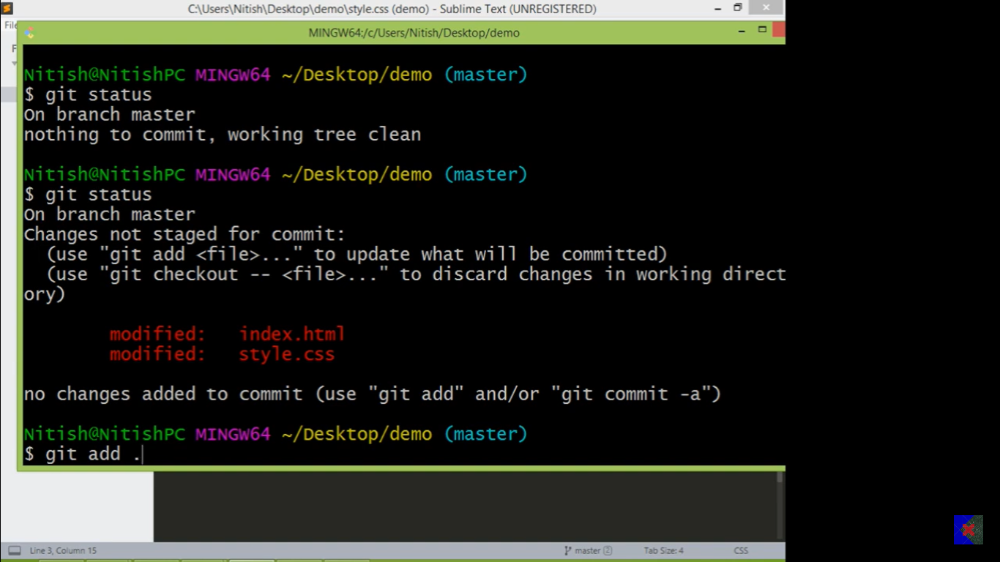 C:\Users\Nitish\Desktop\demo\style.css (demo) - Sublime Text (UNREGISTERED)
File
MINGW64:/c/Users/Nitish/Desktop/demo
F
Nitish@NitishPC MINGW64 ~/Desktop/demo (master)
$ git status
On branch master
nothing to commit, working tree clean
Nitish@NitishPC MINGW64 ~/Desktop/demo (master)
$ git status
On branch master
Changes not staged for commit:
(use "git add <file>..." to update what will be committed)
(use "git checkout -- <file>..." to discard changes in working direct
ory)
modified: index.html
modified: style.css
no changes added to commit (use "git add" and/or "git commit -a")
Nitish@NitishPC MINGW64 ~/Desktop/demo (master)
$ git add .
Line 3, Column 15 master 2 Tab Size: 4 CSS